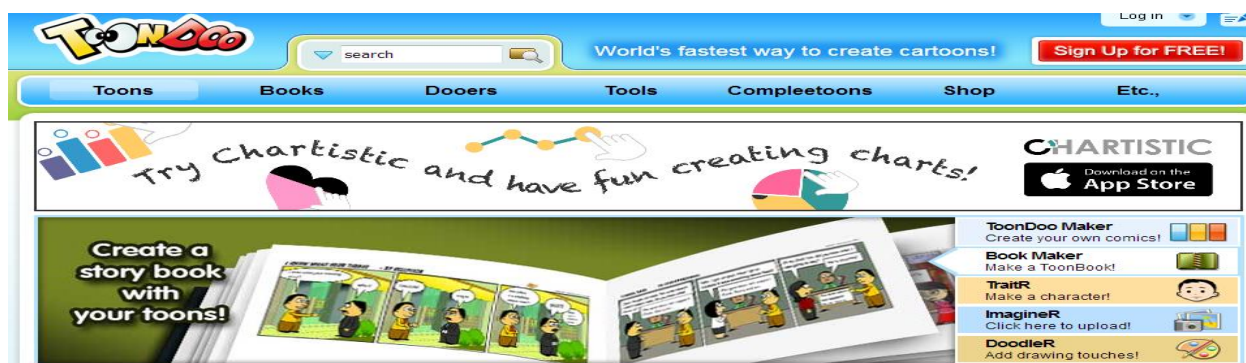 Log in
TOONDOO
search
World's fastest way to create cartoons!
Sign Up for FREE!
Toons Books Dooers Tools Compleetoons Shop Etc.,
Try Chartistic and have fun creating charts!
CHARTISTIC
Download on the
App Store
Create a
story book
with
your toons!
ToonDoo Maker
Create your own comics!
Book Maker
Make a ToonBook!
TraitR
Make a character!
ImagineR
Click here to upload!
DoodleR
Add drawing touches!